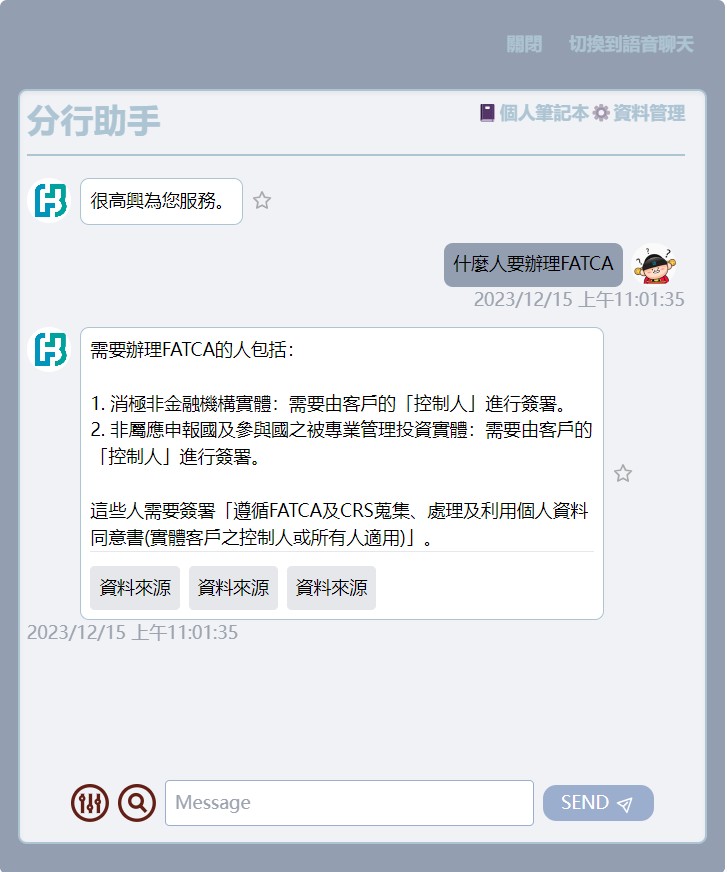 關閉 切換到語音聊天
分行助手 個人筆記本 資料管理
很高興為您服務。
什麼人要辦理FATCA
2023/12/15 上午11:01:35
需要辦理FATCA的人包括：
1. 消極非金融機構實體：需要由客戶的「控制人」進行簽署。
2. 非屬應申報國及參與國之被專業管理投資實體：需要由客戶的
「控制人」進行簽署。
這些人需要簽署「遵循FATCA及CRS蒐集、處理及利用個人資料
同意書(實體客戶之控制人或所有人適用)」。
資料來源 資料來源 資料來源
2023/12/15 上午11:01:35
Message SEND